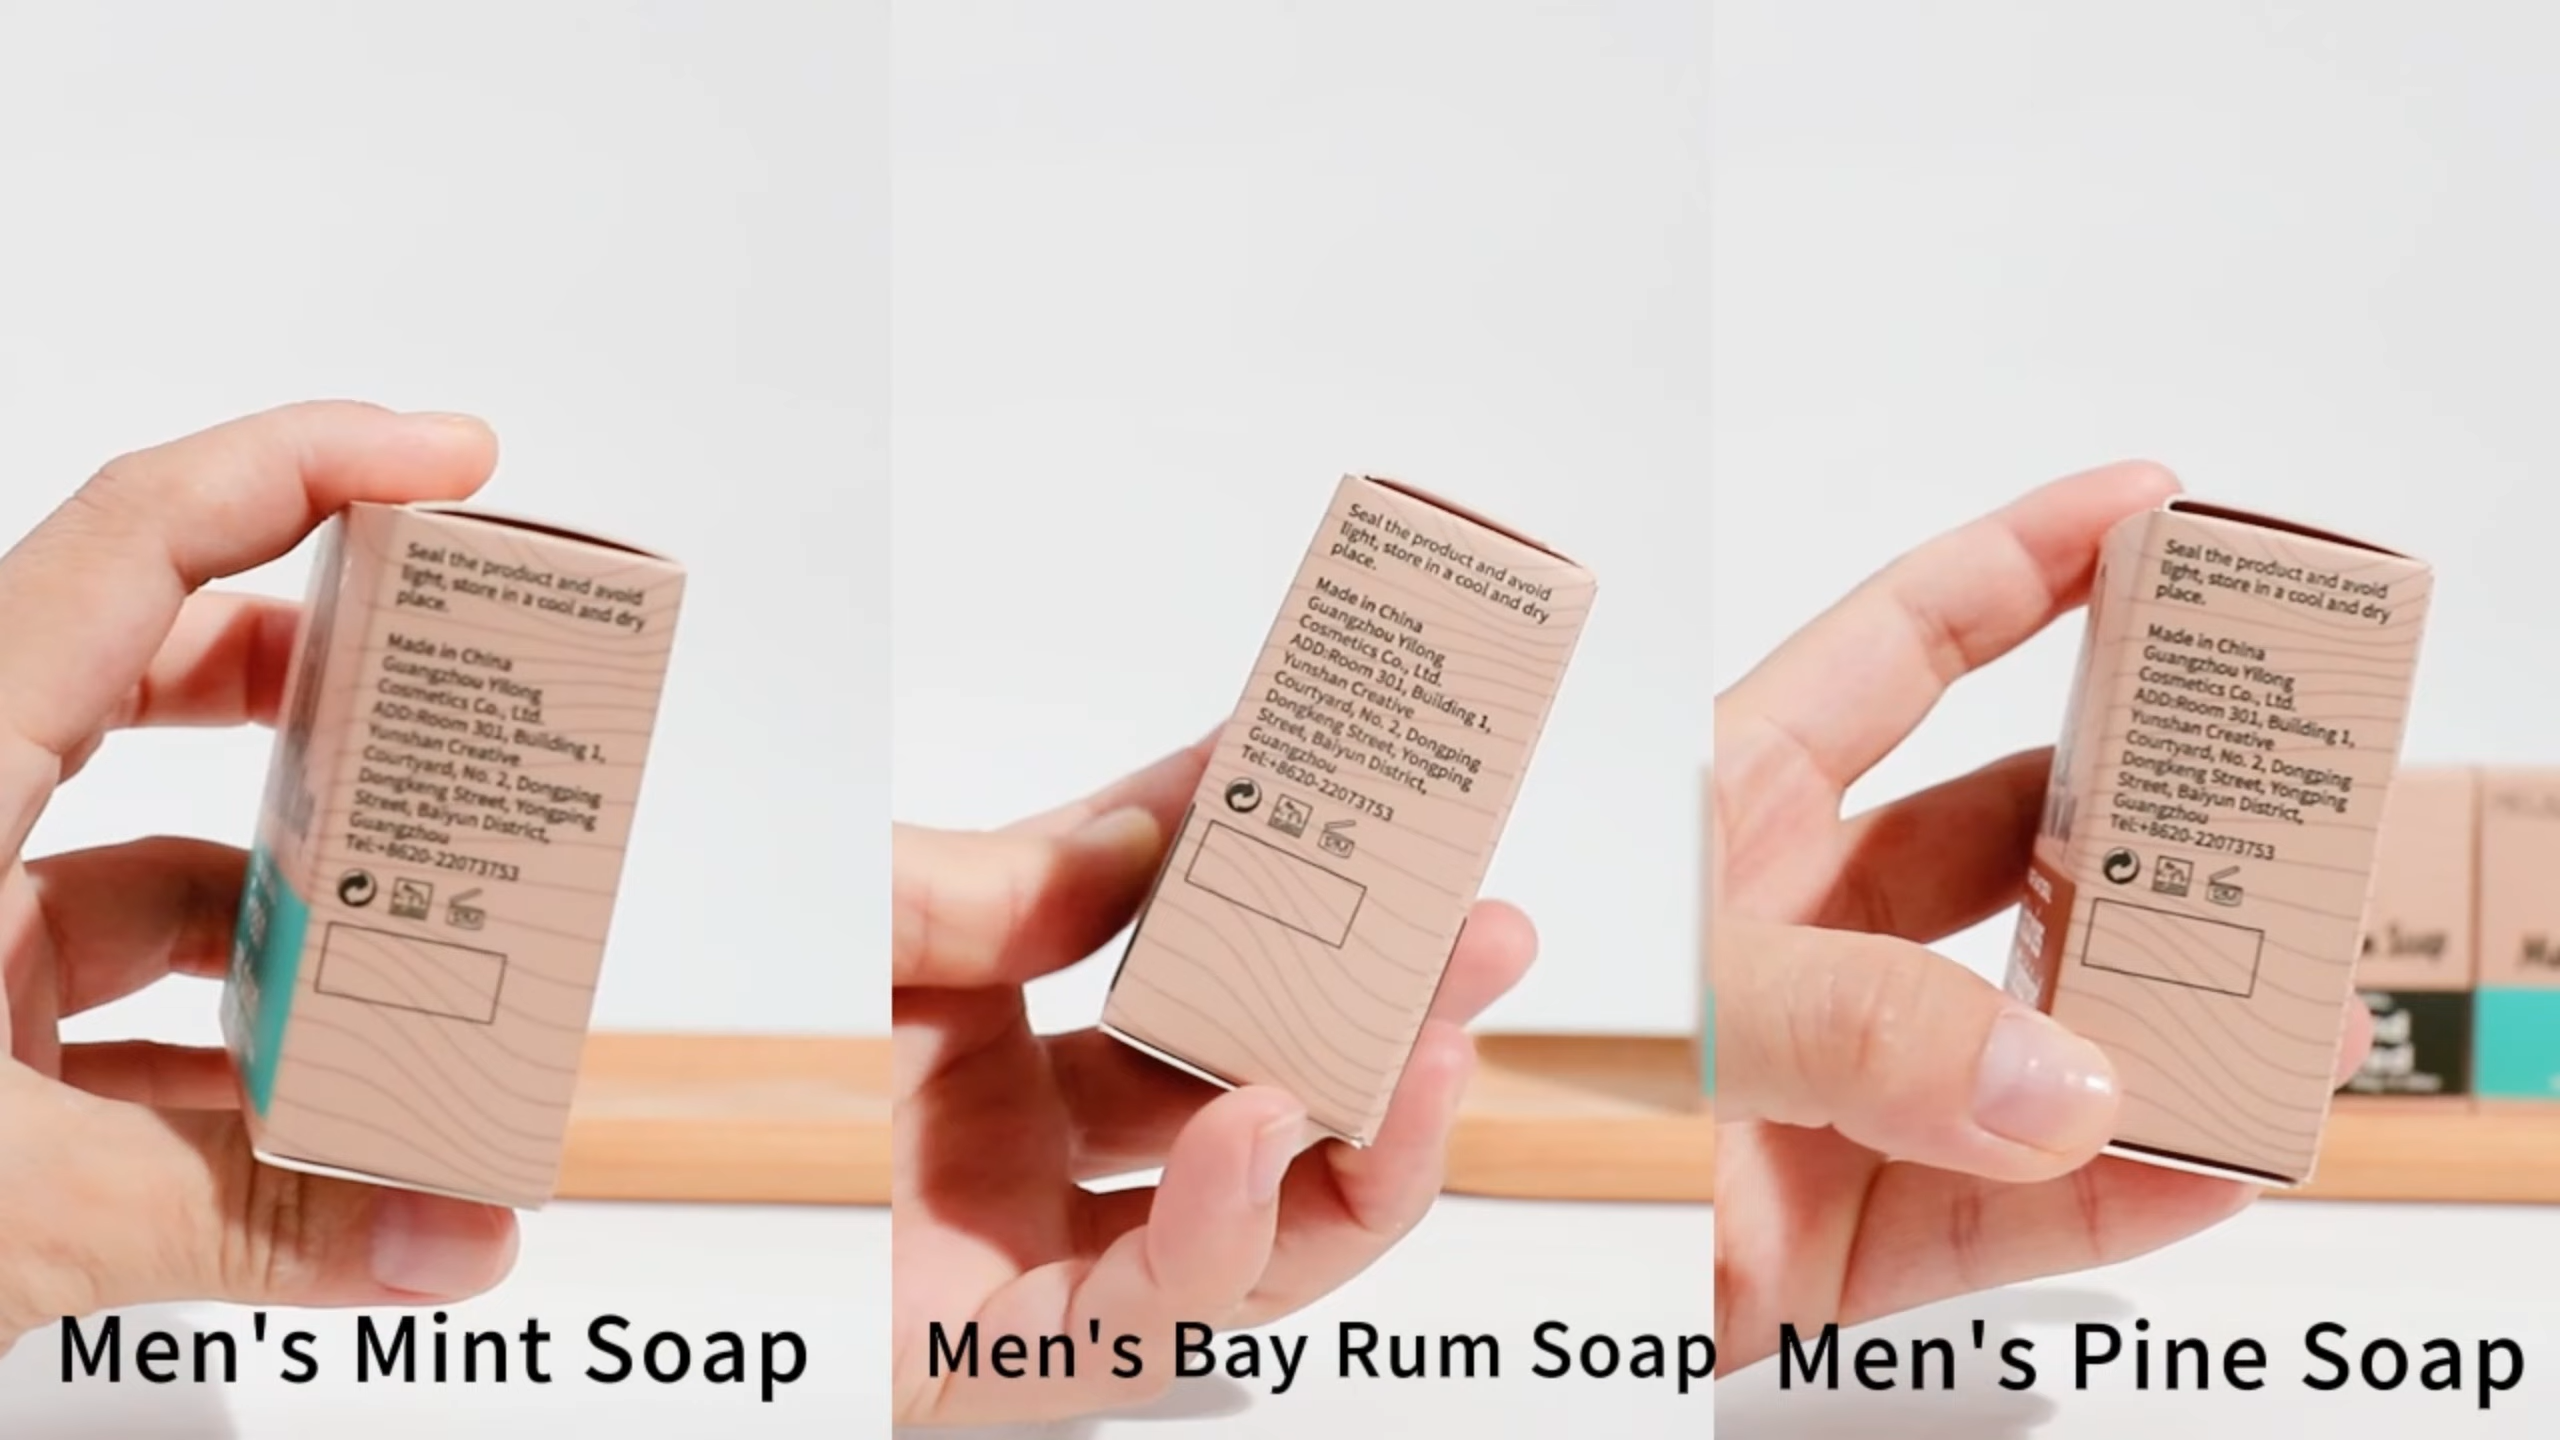 Seal the product and avoid
light, store in a cool and dry
place.
Made in China
Guangzhou Yilong
Cosmetics Co., Ltd.
ADD:Room 301, Building 1,
Yunshan Creative
Courtyard, No. 2, Dongping
Dongkeng Street, Yongping
Street, Baiyun District,
Guangzhou
Tel:+8620-22073753
Men's Mint Soap
Seal the product and avoid
light, store in a cool and dry
place.
Made in China
Guangzhou Yilong
Cosmetics Co., Ltd.
ADD:Room 301, Building 1,
Yunshan Creative
Courtyard, No. 2, Dongping
Dongkeng Street, Yongping
Street, Baiyun District,
Guangzhou
Tel:+8620-22073753
Men's Bay Rum Soap
Seal the product and avoid
light, store in a cool and dry
place.
Made in China
Guangzhou Yilong
Cosmetics Co., Ltd.
ADD:Room 301, Building 1,
Yunshan Creative
Courtyard, No. 2, Dongping
Dongkeng Street, Yongping
Street, Baiyun District,
Guangzhou
Tel:+8620-22073753
Soap
Men's Pine Soap